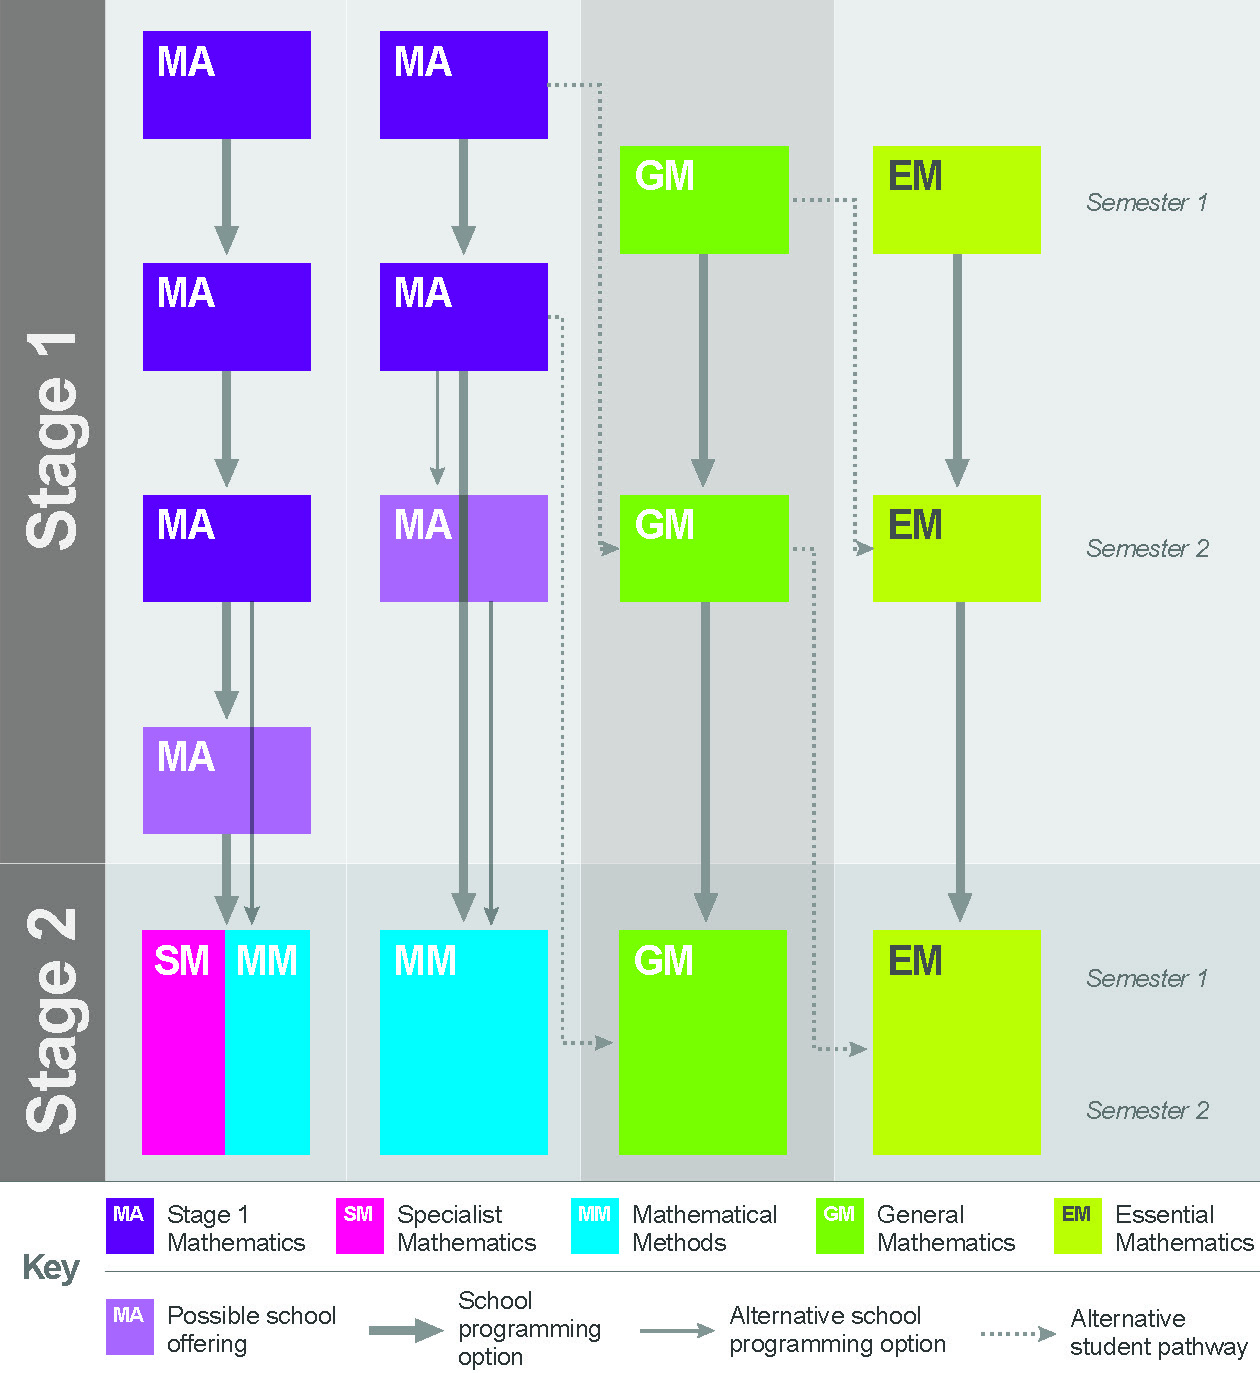 MA
MA
GM
EM
Semester 1
MA
MA
Stage 1
MA
MA
GM
EM
Semester 2
MA
Stage 2
SM
MM
MM
GM
EM
Semester 1
Semester 2
Key
MA
Stage 1
Mathematics
SM
Specialist
Mathematics
MM
Mathematical
Methods
GM
General
Mathematics
EM
Essential
Mathematics
MA
Possible school
offering
School
programming
option
Alternative school
programming option
Alternative
student pathway